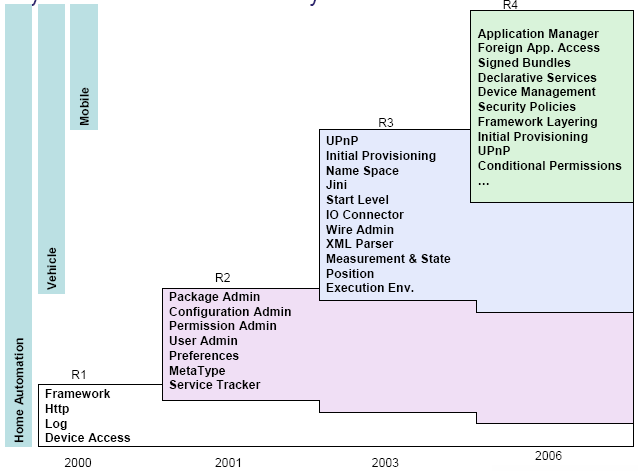 R4
Application Manager
Foreign App. Access
Signed Bundles
Declarative Services
Device Management
Security Policies
Framework Layering
Initial Provisioning
UPnP
Conditional Permissions
...
Mobile
R3
UPnP
Initial Provisioning
Name Space
Jini
Start Level
IO Connector
Wire Admin
XML Parser
Measurement & State
Position
Execution Env.
Vehicle
R2
Package Admin
Configuration Admin
Permission Admin
User Admin
Preferences
MetaType
Service Tracker
Home Automation
R1
Framework
Http
Log
Device Access
2000
2001
2003
2006